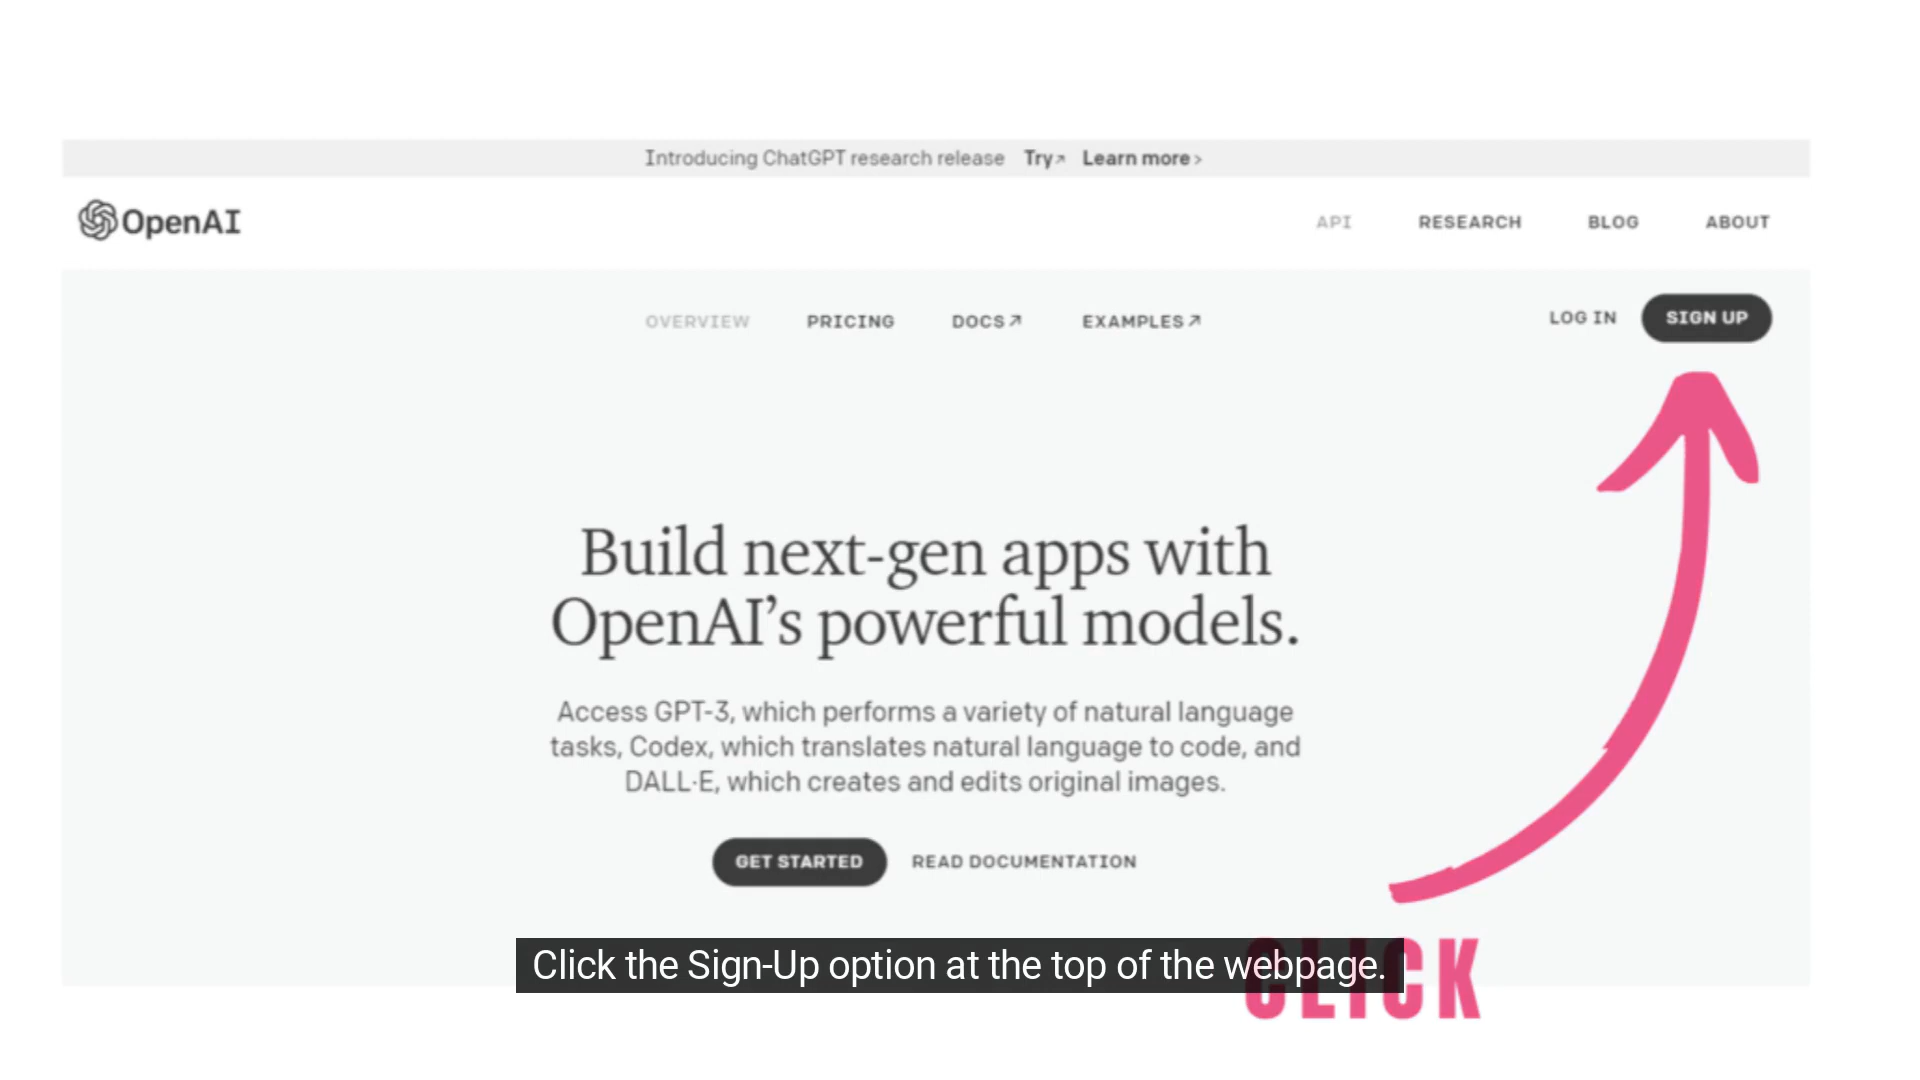 Introducing ChatGPT research release Try↗ Learn more›
OpenAI
API RESEARCH BLOG ABOUT
OVERVIEW PRICING DOCS↗ EXAMPLES↗ LOG IN SIGN UP
Build next-gen apps with
OpenAI’s powerful models.
Access GPT-3, which performs a variety of natural language
tasks, Codex, which translates natural language to code, and
DALL·E, which creates and edits original images.
GET STARTED READ DOCUMENTATION
Click the Sign-Up option at the top of the webpage.
CLICK